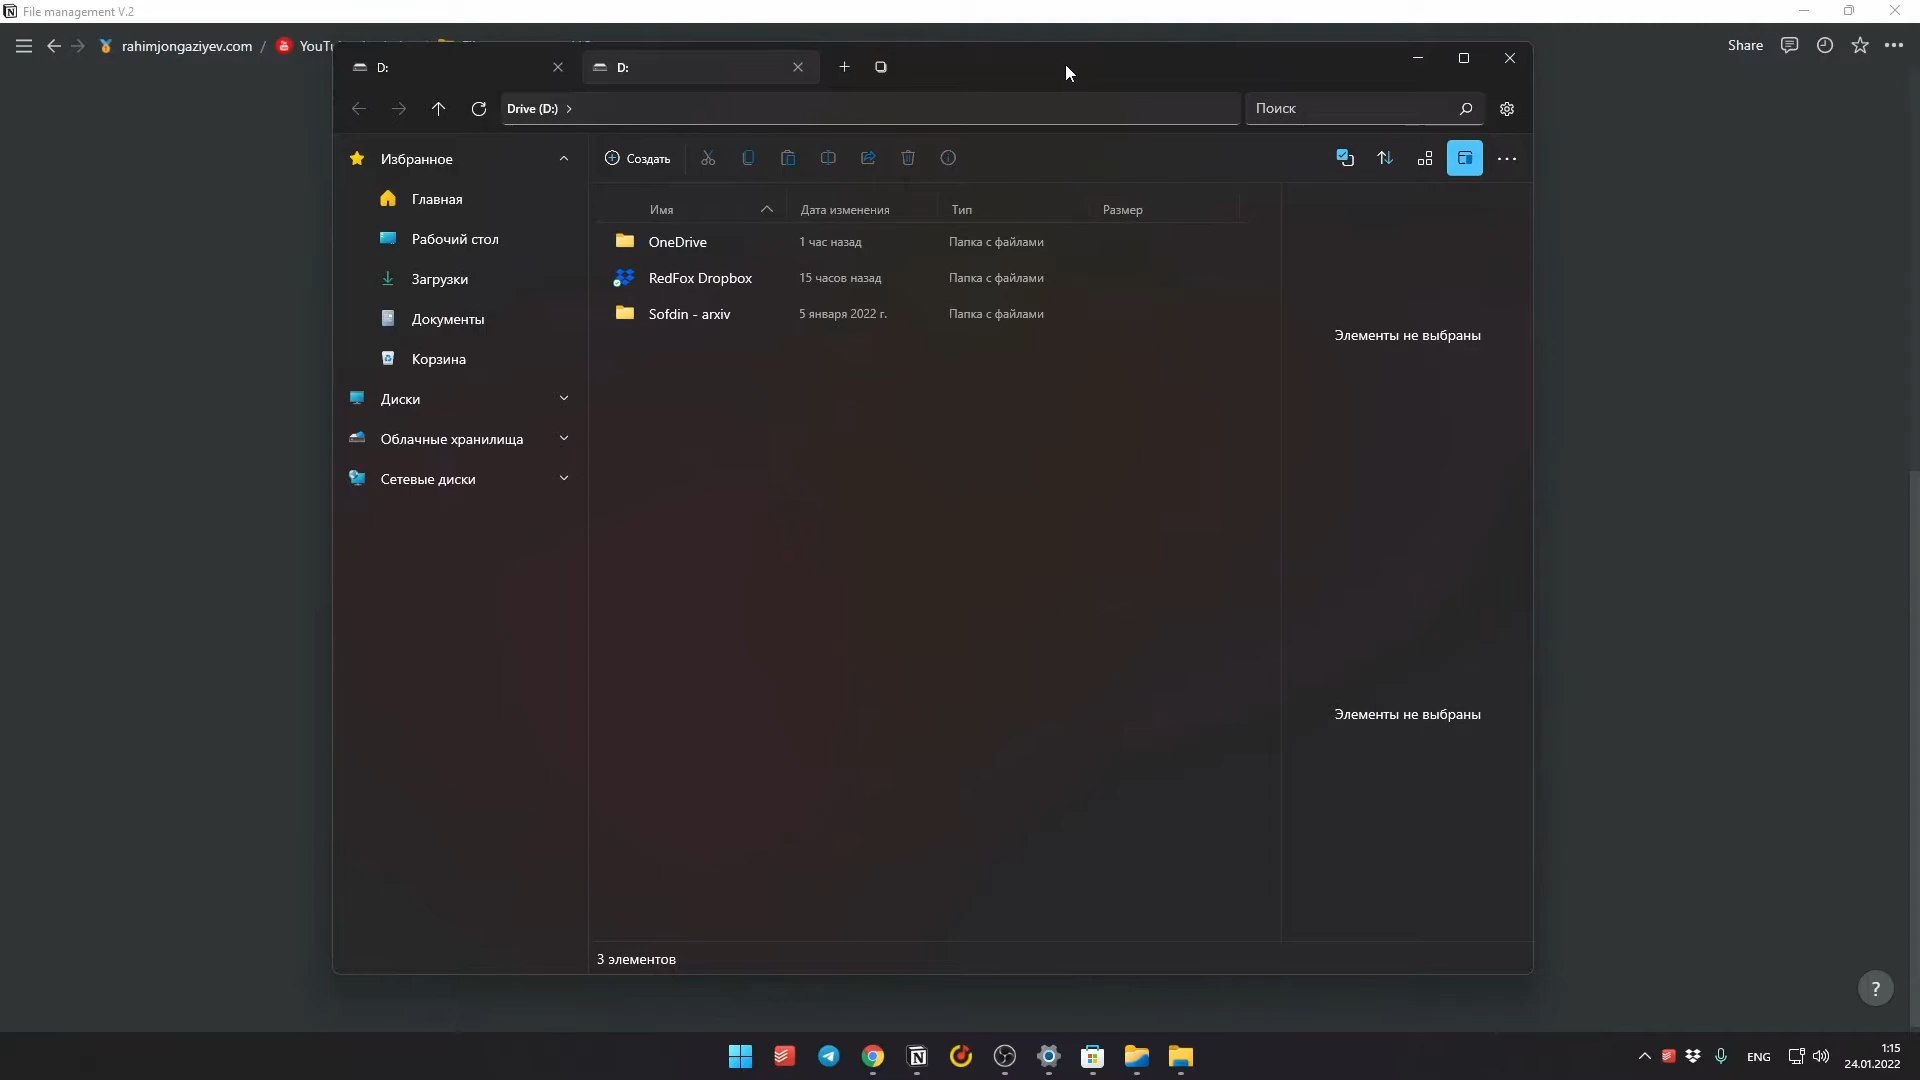 File management V.2
rahimjongaziyev.com /
Share
D:
D:
Drive (D:)
Поиск
Избранное
Создать
Главная
Рабочий стол
Загрузки
Документы
Корзина
Диски
Облачные хранилища
Сетевые диски
Имя Дата изменения Тип Размер
OneDrive 1 час назад Папка с файлами
RedFox Dropbox 15 часов назад Папка с файлами
Sofdin - arxiv 5 января 2022 г. Папка с файлами
Элементы не выбраны
Элементы не выбраны
3 элементов
?
ENG
1:15
24.01.2022